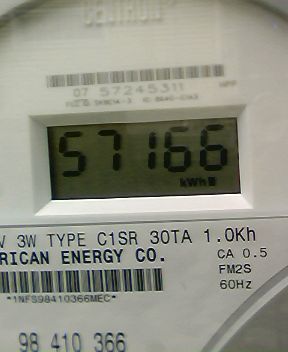 CENTRON
07 57245311
57166
kWh
V 3W TYPE C1SR 30TA 1.0Kh
RICAN ENERGY CO.
CA 0.5
FM2S
60Hz
*1NFS98410366MEC*
98 410 366